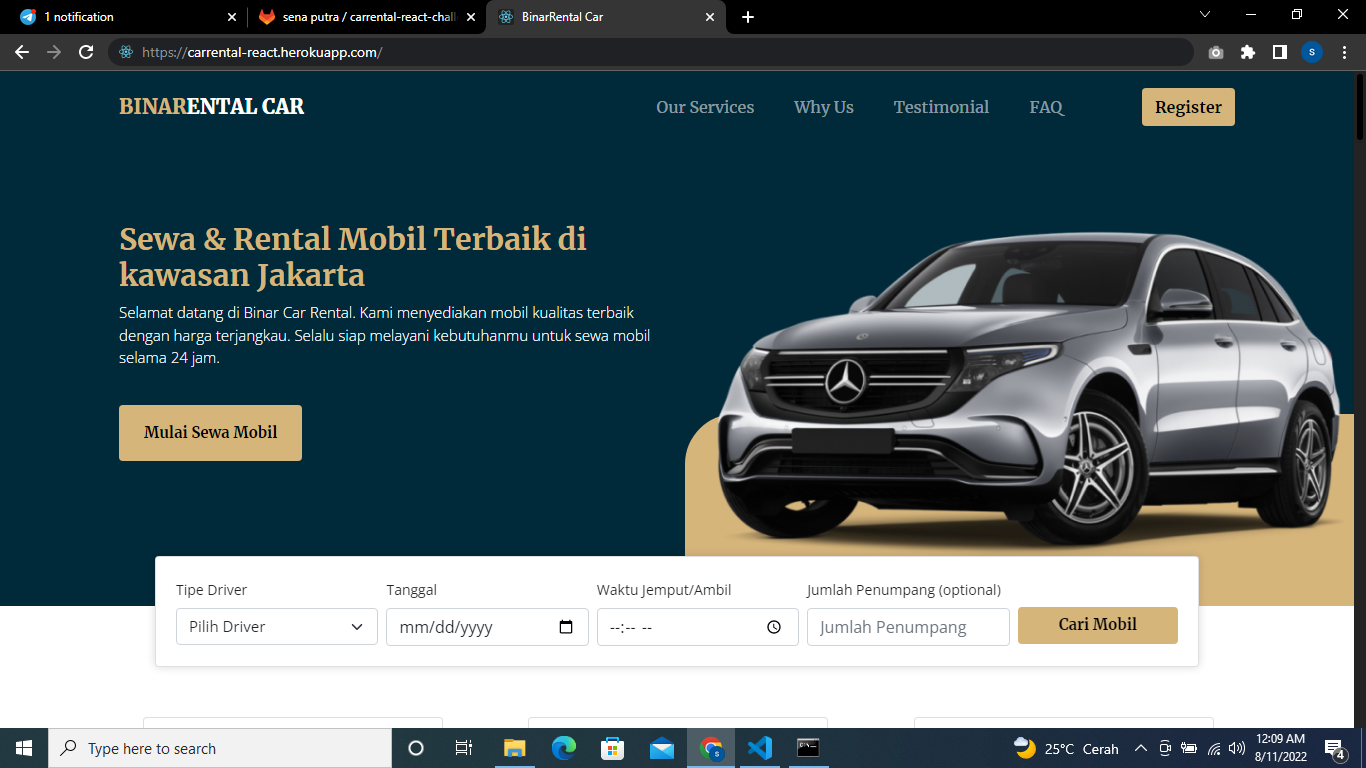 1 notification
sena putra / carrental-react-chall
BinarRental Car
https://carrental-react.herokuapp.com/
S
BINARENTAL CAR
Our Services
Why Us
Testimonial
FAQ
Register
Sewa & Rental Mobil Terbaik di
kawasan Jakarta
Selamat datang di Binar Car Rental. Kami menyediakan mobil kualitas terbaik
dengan harga terjangkau. Selalu siap melayani kebutuhanmu untuk sewa mobil
selama 24 jam.
Mulai Sewa Mobil
Tipe Driver
Tanggal
Waktu Jemput/Ambil
Jumlah Penumpang (optional)
Pilih Driver
mm/dd/yyyy
--:-- --
Jumlah Penumpang
Cari Mobil
Type here to search
S
25°C Cerah
12:09 AM
8/11/2022
4